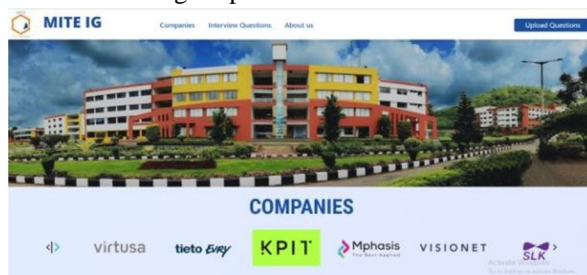 MITE IG
Companies Interview Questions About us
Upload Questions
COMPANIES
virtusa
tieto Evry
KPIT
Mphasis
The Next Applied
VISIONET
SLK
Activate Windows